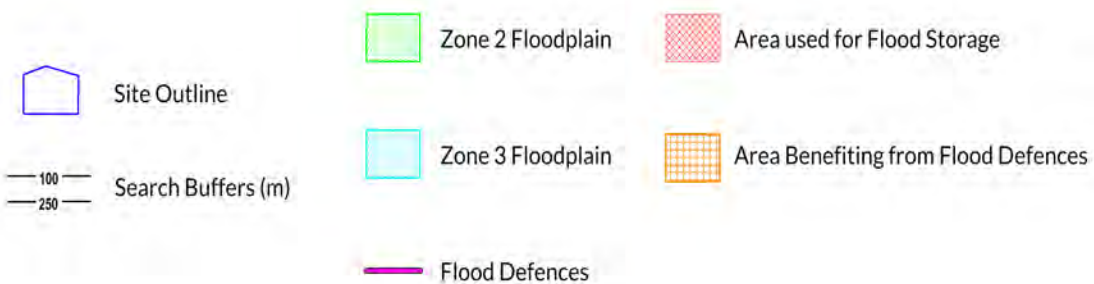 Site Outline
100
250
Search Buffers (m)
Zone 2 Floodplain
Zone 3 Floodplain
Flood Defences
Area used for Flood Storage
Area Benefiting from Flood Defences